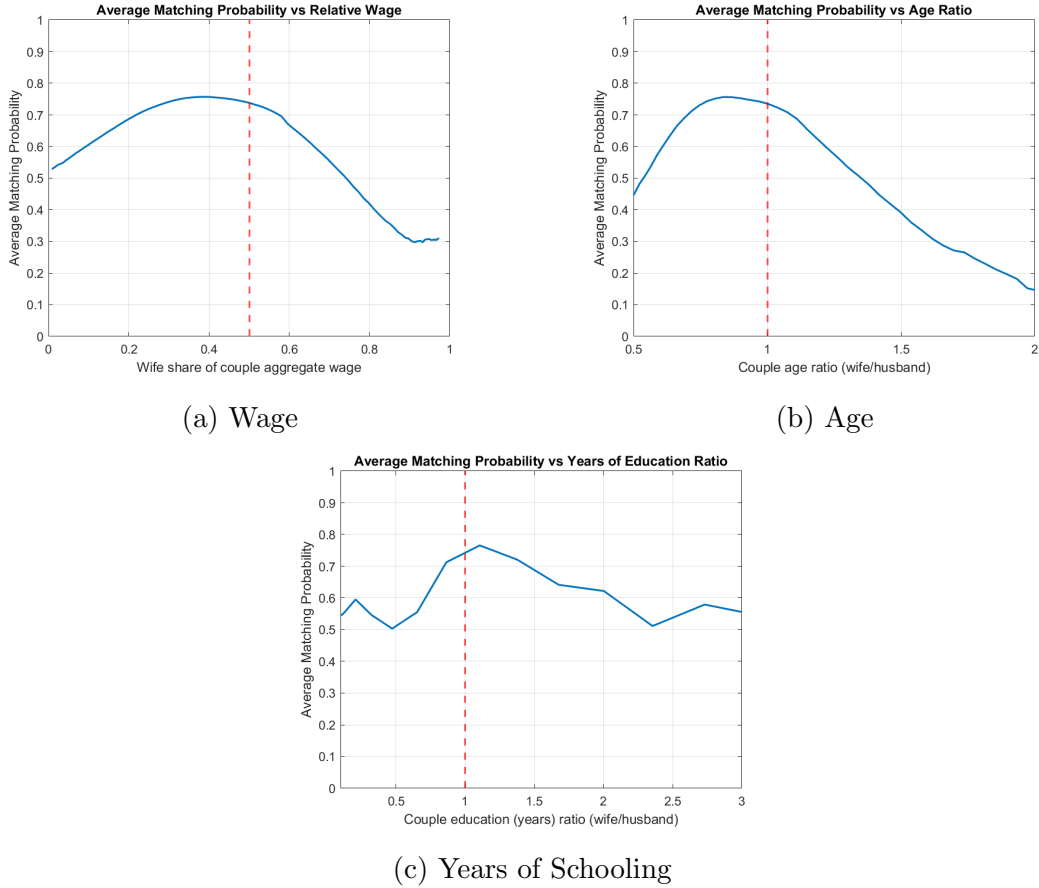 Average Matching Probability vs Relative Wage
Average Matching Probability
1
0.9
0.8
0.7
0.6
0.5
0.4
0.3
0.2
0.1
0
0 0.2 0.4 0.6 0.8 1
Wife share of couple aggregate wage
(a) Wage
Average Matching Probability vs Age Ratio
Average Matching Probability
1
0.9
0.8
0.7
0.6
0.5
0.4
0.3
0.2
0.1
0
0.5 1 1.5 2
Couple age ratio (wife/husband)
(b) Age
Average Matching Probability vs Years of Education Ratio
Average Matching Probability
1
0.9
0.8
0.7
0.6
0.5
0.4
0.3
0.2
0.1
0
0.5 1 1.5 2 2.5 3
Couple education (years) ratio (wife/husband)
(c) Years of Schooling